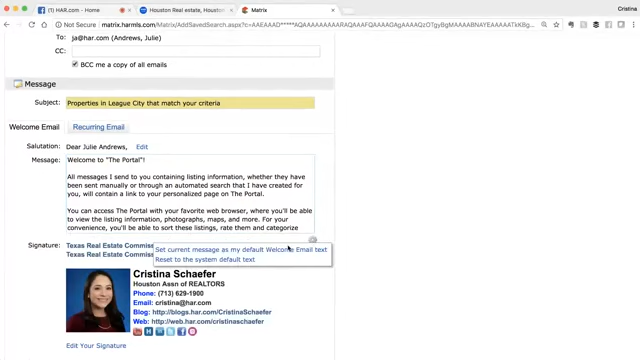 (f) HAR.com (Andrews, Julie)
Houston Real estate, Houston
Matrix
Cristina
Not Secure
matrix.harmls.com/Matrix/AddSavedSearch.aspx?c=
To: ja@har.com (Andrews, Julie)
CC:
BCC me a copy of all emails
Message
Subject: Properties in League City that match your criteria
Welcome Email Recurring Email
Salutation: Dear Julie Andrews, Edit
Message: Welcome to "The Portal"!
All messages I send to you containing listing information, whether they have
been sent manually or through an automated search that I have created for
you, will contain a link to your personalized page on The Portal.
You can access The Portal with your favorite web browser, where you'll be able
to view the listing information, photographs, maps, and more. For your
convenience, you'll be able to sort these listings, rate them and categorize
Signature: Texas Real Estate Commiss
Set current message as my default Welcome Email text
Texas Real Estate Commiss
Reset to the system default text
Cristina Schaefer
Houston Assn of REALTORS
Phone: (713) 629-1900
Email: cristina@har.com
Blog: http://blogs.har.com/CristinaSchaefer
Web: http://web.har.com/cristinaschaefer
Edit Your Signature